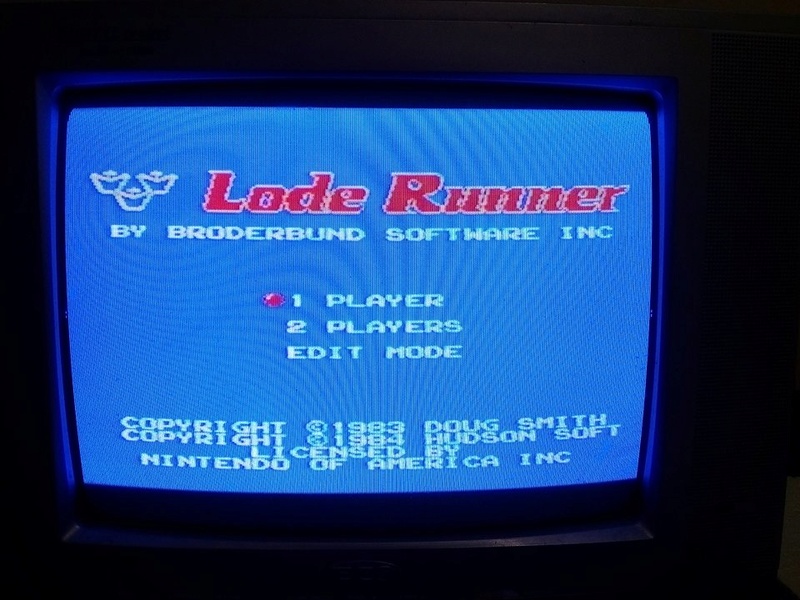 Lode Runner
BY BRODERBUND SOFTWARE INC
1 PLAYER
2 PLAYERS
EDIT MODE
COPYRIGHT ©1983 DOUG SMITH
COPYRIGHT ©1984 HUDSON SOFT
LICENSED BY
NINTENDO OF AMERICA INC